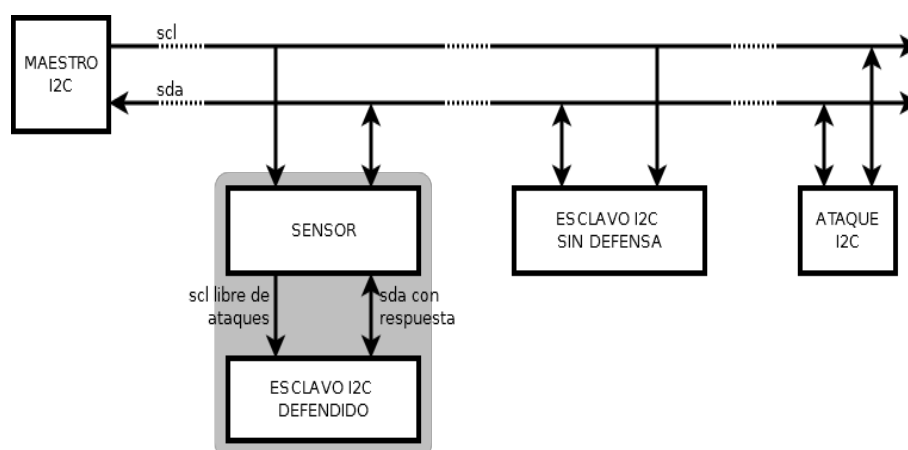 scl
MAESTRO
I2C
sda
SENSOR
ESCLAVO I2C
SIN DEFENSA
ATAQUE
I2C
scl libre de
ataques
sda con
respuesta
ESCLAVO I2C
DEFENDIDO